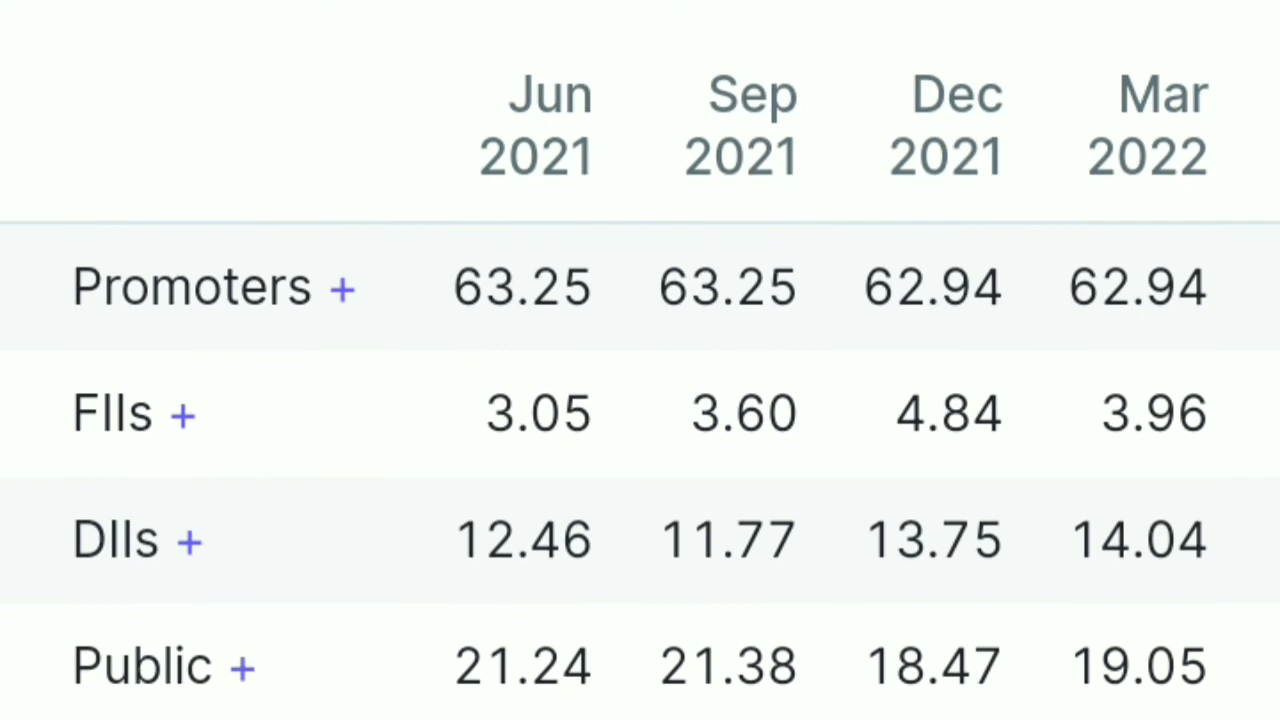 Jun Sep Dec Mar
2021 2021 2021 2022
Promoters + 63.25 63.25 62.94 62.94
FIIs + 3.05 3.60 4.84 3.96
DIIs + 12.46 11.77 13.75 14.04
Public + 21.24 21.38 18.47 19.05